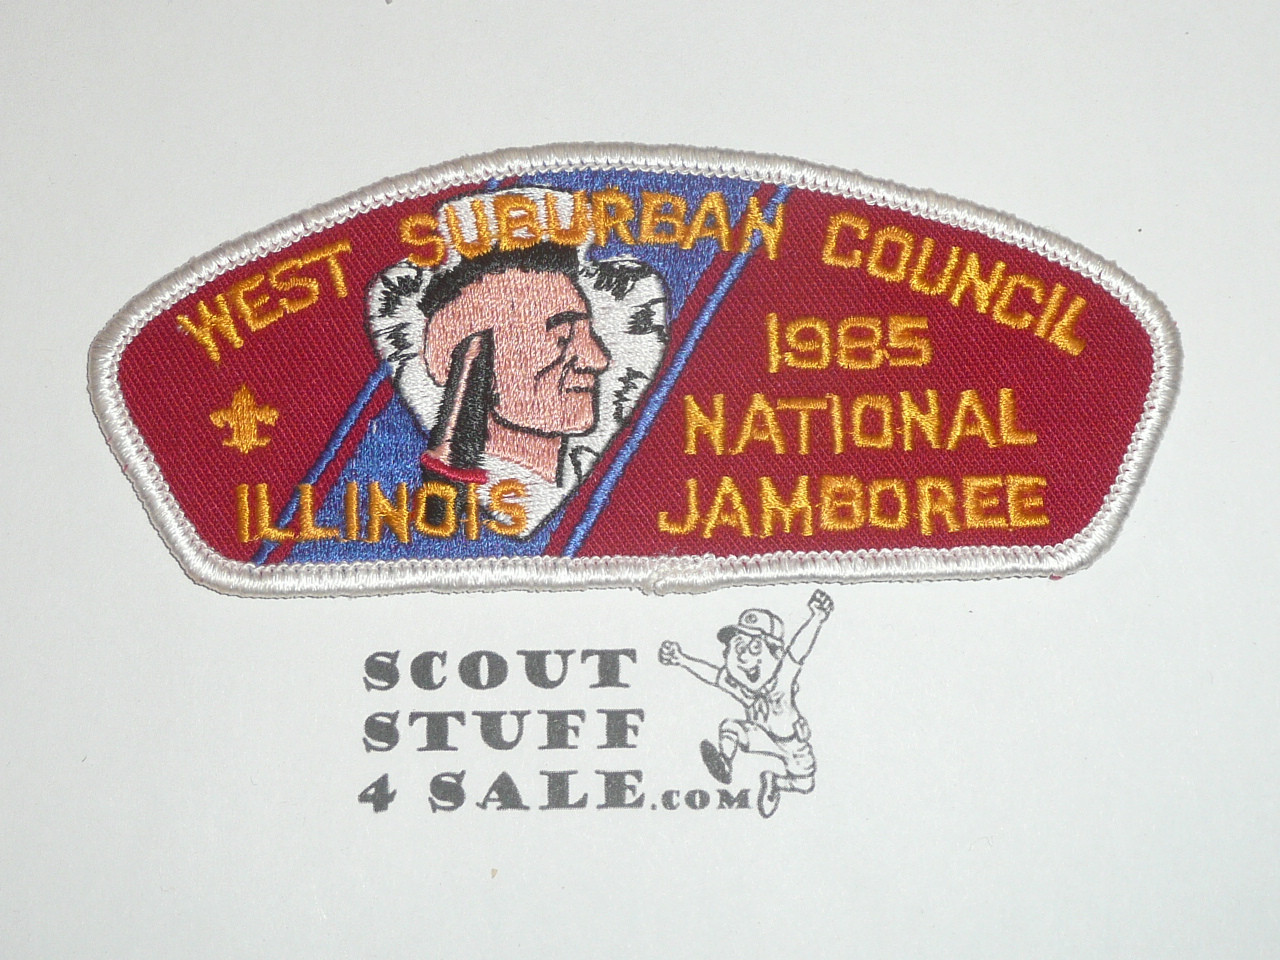 WEST SUBURBAN COUNCIL
1985
NATIONAL
JAMBOREE
ILLINOIS
SCOUT
STUFF
4 SALE.COM